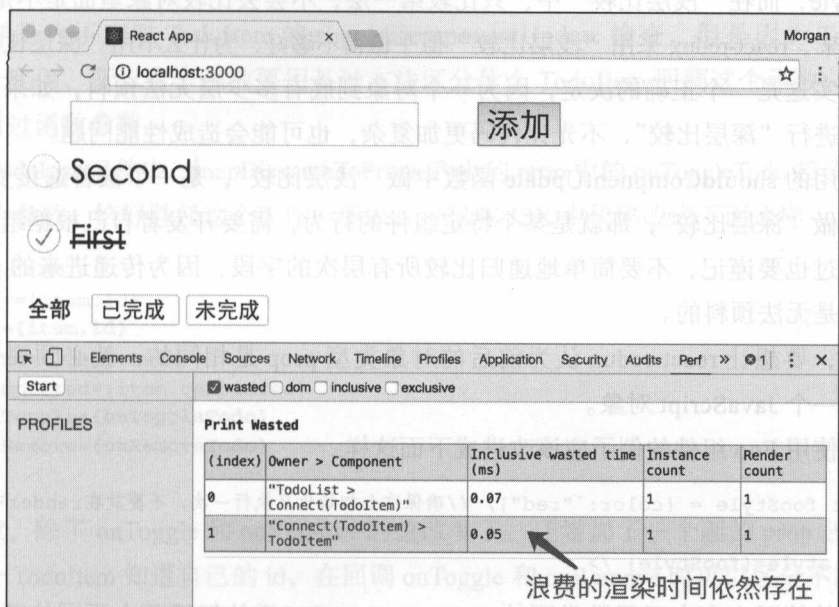 React App ×
Morgan
localhost:3000
添加
Second
First
全部 已完成 未完成
Elements Console Sources Network Timeline Profiles Application Security Audits Perf » 1 ×
Start
wasted dom inclusive exclusive
PROFILES
Print Wasted
(index) Owner > Component Inclusive wasted time (ms) Instance count Render count
0 "TodoList > Connect(TodoItem)" 0.07 1 1
1 "Connect(TodoItem) > TodoItem" 0.05 1 1
浪费的渲染时间依然存在